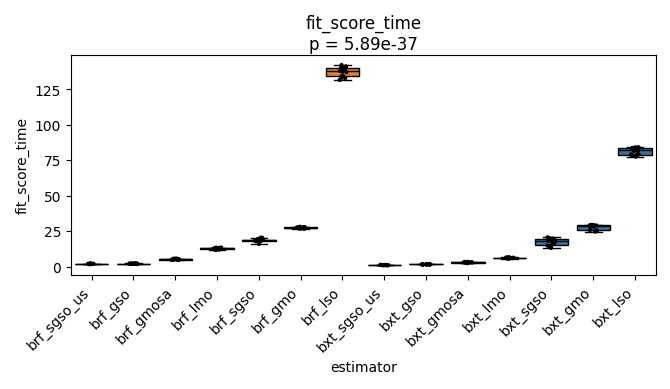 fit_score_time
p = 5.89e-37
fit_score_time
125
100
75
50
25
0
brf_sgso_us
brf_gso
brf_gmosa
brf_lmo
brf_sgso
brf_gmo
brf_lso
bxt_sgso_us
bxt_gso
bxt_gmosa
bxt_lmo
bxt_sgso
bxt_gmo
bxt_lso
estimator